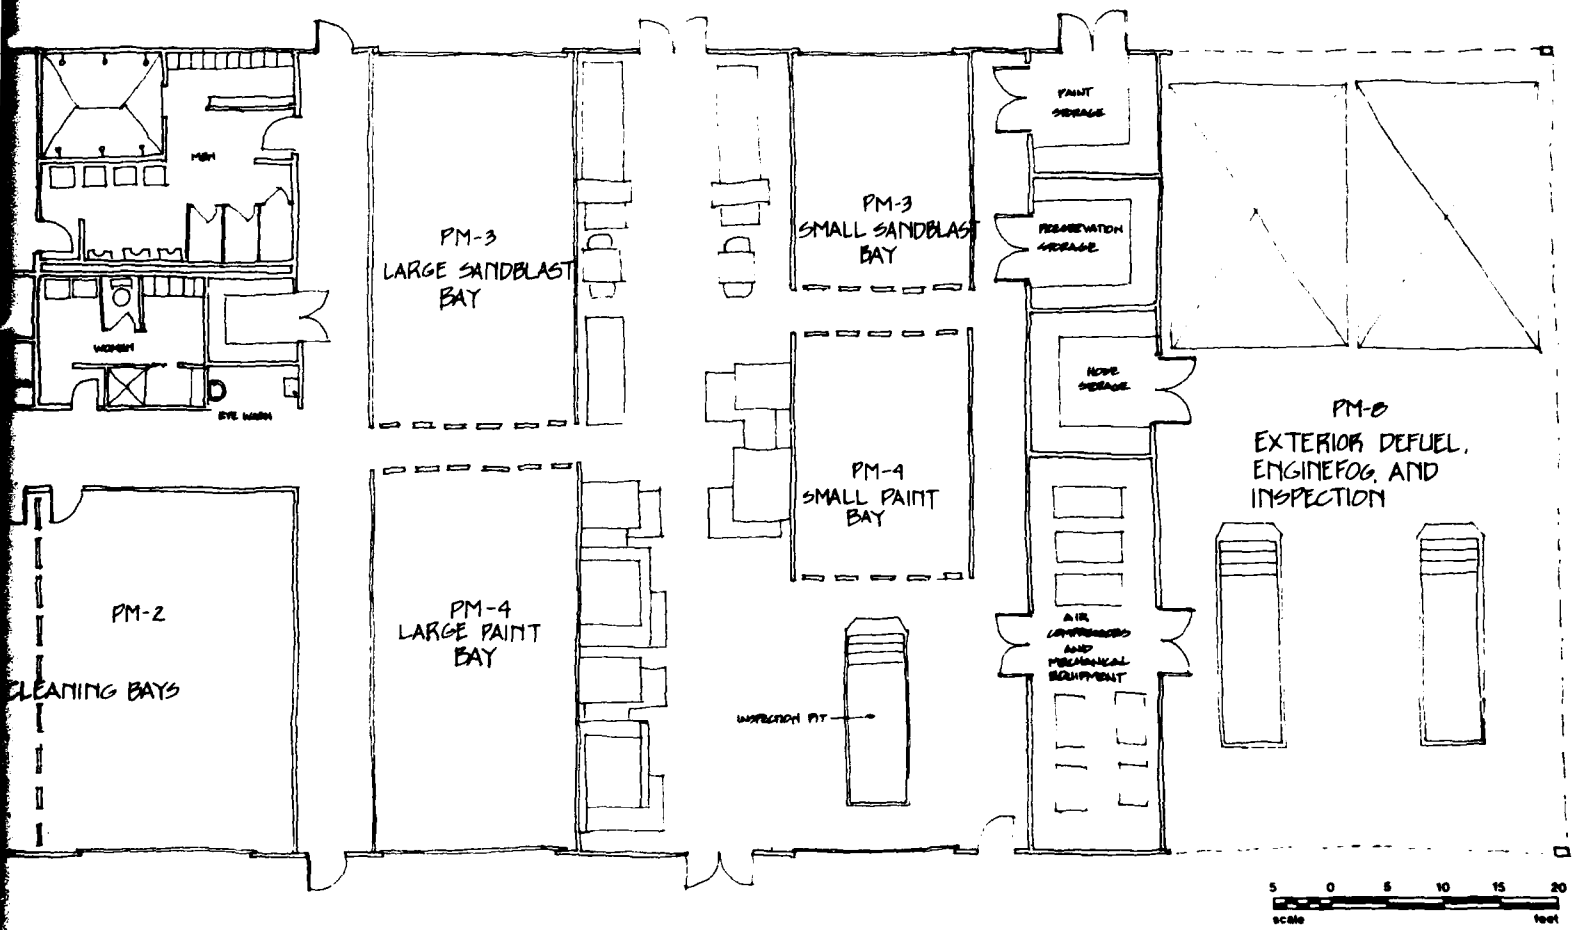 PAINT
STORAGE
MEN
PM-3
LARGE SANDBLAST
BAY
PM-3
SMALL SANDBLAST
BAY
PRESERVATION
STORAGE
WOMEN
EYE WASH
HOSE
STORAGE
PM-8
EXTERIOR DEFUEL,
ENGINEFOG, AND
INSPECTION
PM-4
SMALL PAINT
BAY
PM-2
CLEANING BAYS
PM-4
LARGE PAINT
BAY
AIR
COMPRESSORS
AND
MECHANICAL
EQUIPMENT
INSPECTION PIT
5 0 5 10 15 20
scale feet